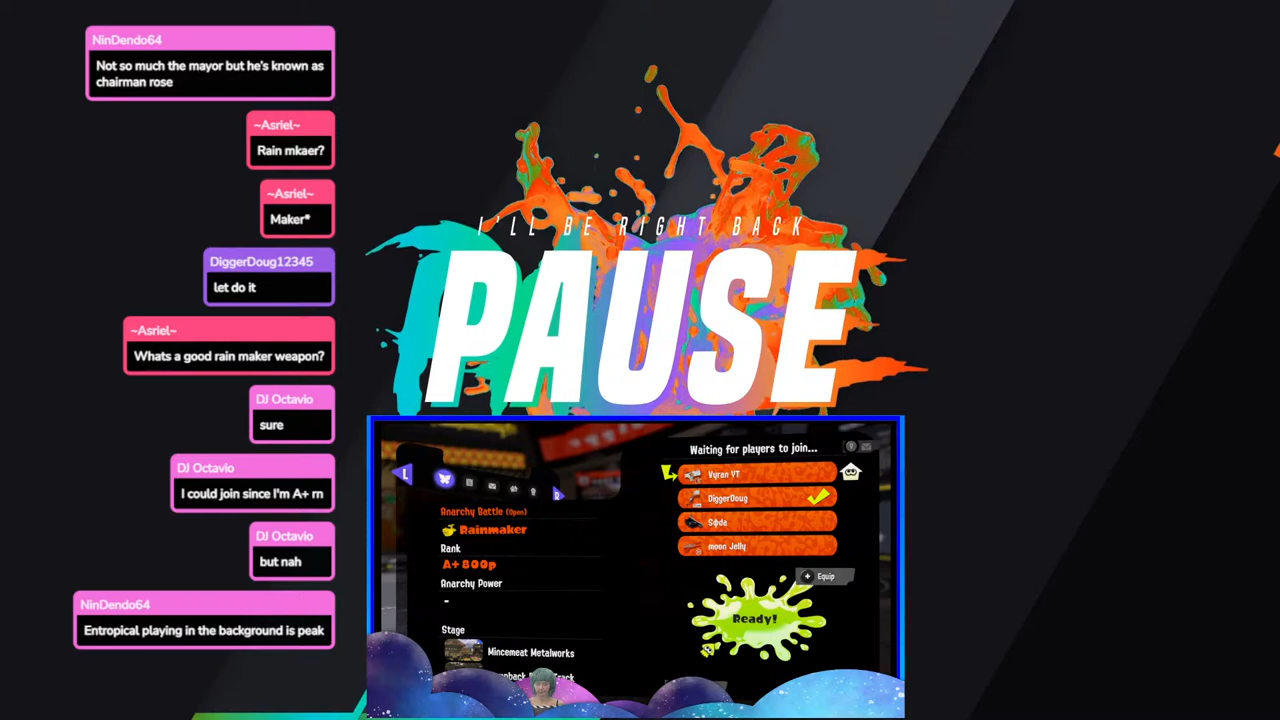 NinDendo64
Not so much the mayor but he's known as
chairman rose
~Asriel~
Rain mkaer?
~Asriel~
Maker*
DiggerDoug12345
let do it
~Asriel~
Whats a good rain maker weapon?
DJ Octavio
sure
DJ Octavio
I could join since I'm A+ rn
DJ Octavio
but nah
NinDendo64
Entropical playing in the background is peak
I'LL BE RIGHT BACK
PAUSE
L
R
Anarchy Battle (Open)
Rainmaker
Rank
A+ 800p
Anarchy Power
-
Stage
Mincemeat Metalworks
Waiting for players to join...
L
Vyran YT
DiggerDoug
Sφda
moon Jelly
Equip
Ready!